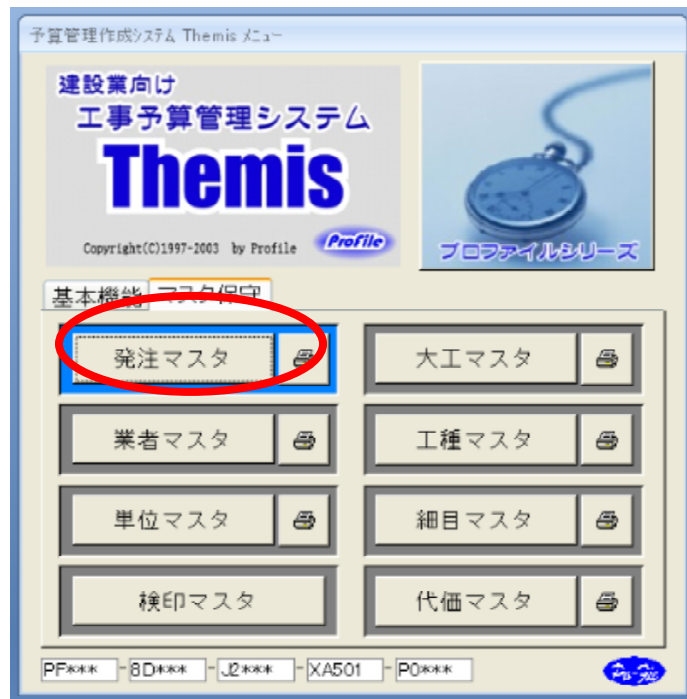 予算管理作成システム Themis メニュー
建設業向け
工事予算管理システム
Themis
Copyright(C)1997-2003 by Profile
Profile
プロファイルシリーズ
基本機能 マスタ保守
発注マスタ 大工マスタ
業者マスタ 工種マスタ
単位マスタ 細目マスタ
検印マスタ 代価マスタ
PF*** - 8D*** - J2*** - XA501 - P0***